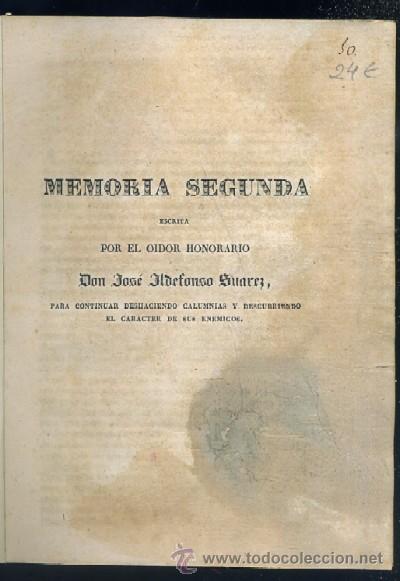 50.
24 €
MEMORIA SEGUNDA
ESCRITA
POR EL OIDOR HONORARIO
Don José Ildefonso Suarez,
PARA CONTINUAR DESHACIENDO CALUMNIAS Y DESCUBRIENDO
EL CARACTER DE SUS ENEMIGOS.
www.todocoleccion.net